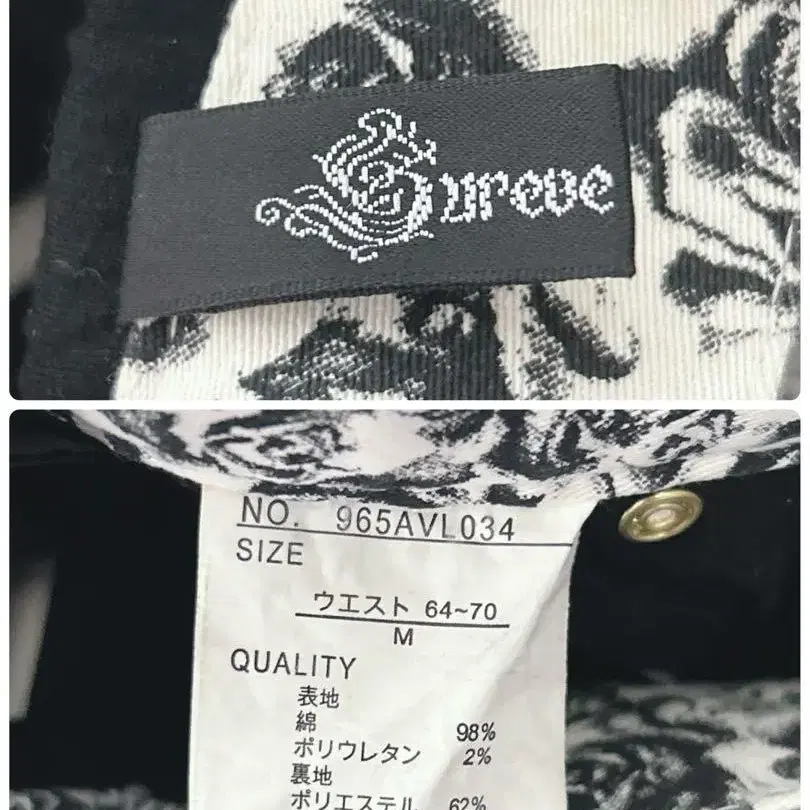 Gureve
NO. 965AVL034
SIZE
ウエスト 64~70
M
QUALITY
表地
綿 98%
ポリウレタン 2%
裏地
ポリエステル 62%